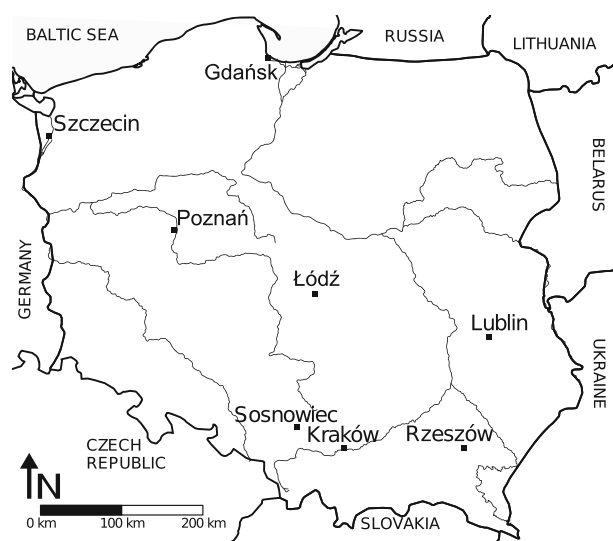 BALTIC SEA
RUSSIA
LITHUANIA
Gdańsk
Szczecin
BELARUS
Poznań
GERMANY
Łódź
Lublin
UKRAINE
Sosnowiec
Kraków
Rzeszów
CZECH
REPUBLIC
N
0 km 100 km 200 km
SLOVAKIA